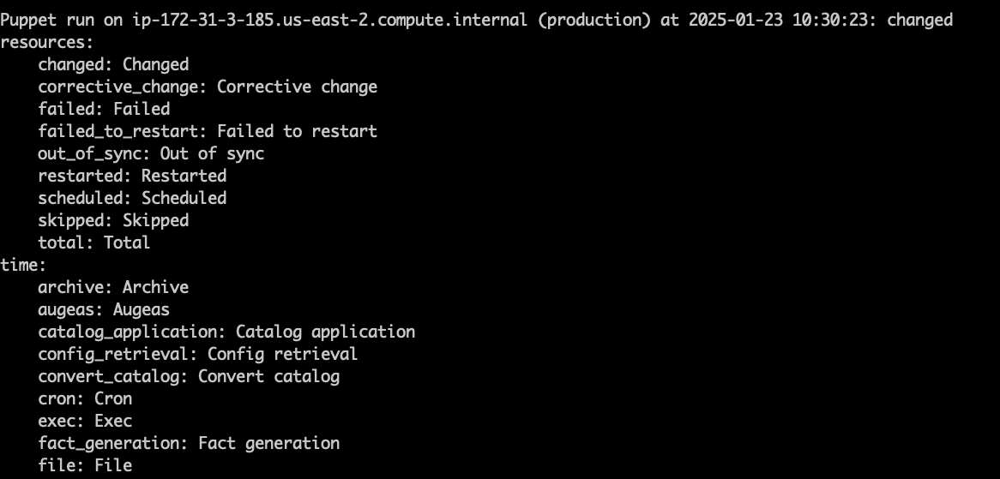 Puppet run on ip-172-31-3-185.us-east-2.compute.internal (production) at 2025-01-23 10:30:23: changed
resources:
    changed: Changed
    corrective_change: Corrective change
    failed: Failed
    failed_to_restart: Failed to restart
    out_of_sync: Out of sync
    restarted: Restarted
    scheduled: Scheduled
    skipped: Skipped
    total: Total
time:
    archive: Archive
    augeas: Augeas
    catalog_application: Catalog application
    config_retrieval: Config retrieval
    convert_catalog: Convert catalog
    cron: Cron
    exec: Exec
    fact_generation: Fact generation
    file: File